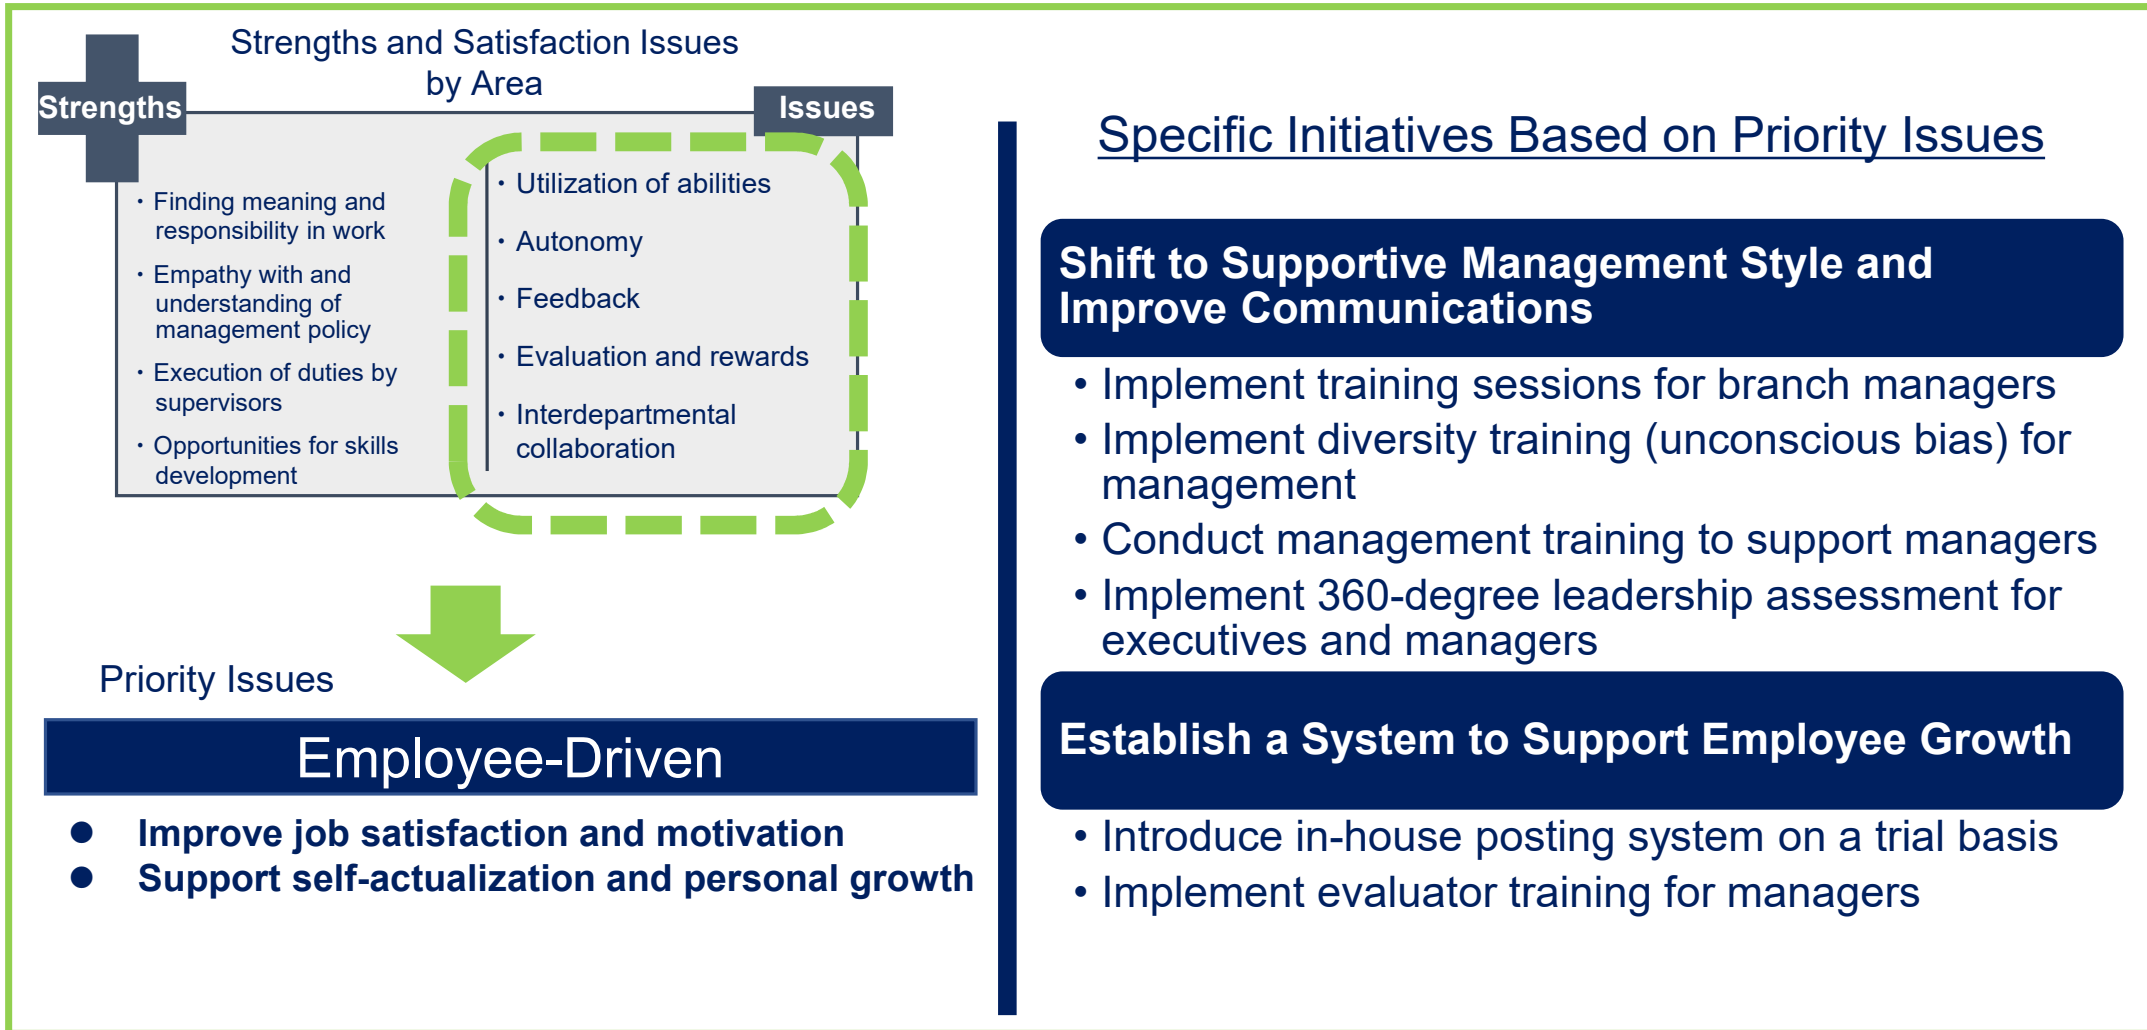 Strengths and Satisfaction Issues
by Area
Strengths
Issues
・Finding meaning and
responsibility in work
・Empathy with and
understanding of
management policy
・Execution of duties by
supervisors
・Opportunities for skills
development
・Utilization of abilities
・Autonomy
・Feedback
・Evaluation and rewards
・Interdepartmental
collaboration
Priority Issues
Employee-Driven
● Improve job satisfaction and motivation
● Support self-actualization and personal growth
Specific Initiatives Based on Priority Issues
Shift to Supportive Management Style and
Improve Communications
• Implement training sessions for branch managers
• Implement diversity training (unconscious bias) for
management
• Conduct management training to support managers
• Implement 360-degree leadership assessment for
executives and managers
Establish a System to Support Employee Growth
• Introduce in-house posting system on a trial basis
• Implement evaluator training for managers